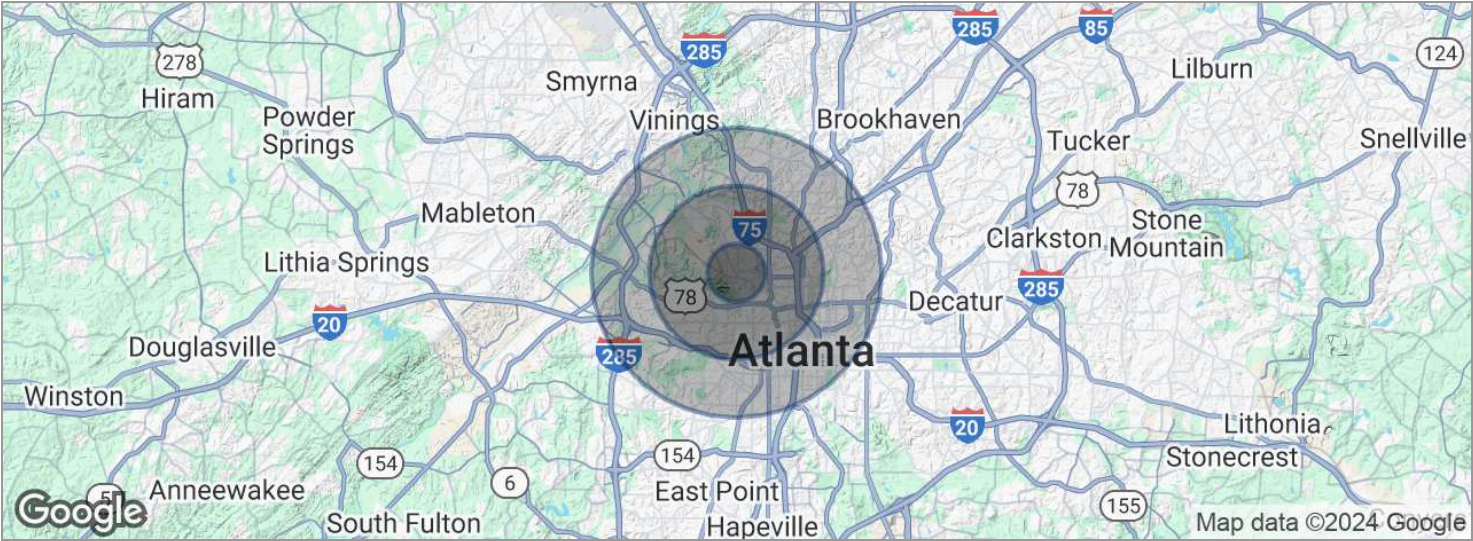 285
285
85
124
278
Lilburn
Smyrna
Hiram
Powder
Springs
Vinings
Brookhaven
Tucker
Snellville
78
Mableton
75
Stone
Mountain
Clarkston
Lithia Springs
78
285
Decatur
20
Douglasville
285
Atlanta
Winston
20
Lithonia
154
154
Stonecrest
6
5
Anneewakee
East Point
155
Google
South Fulton
Hapeville
Map data ©2024 Google